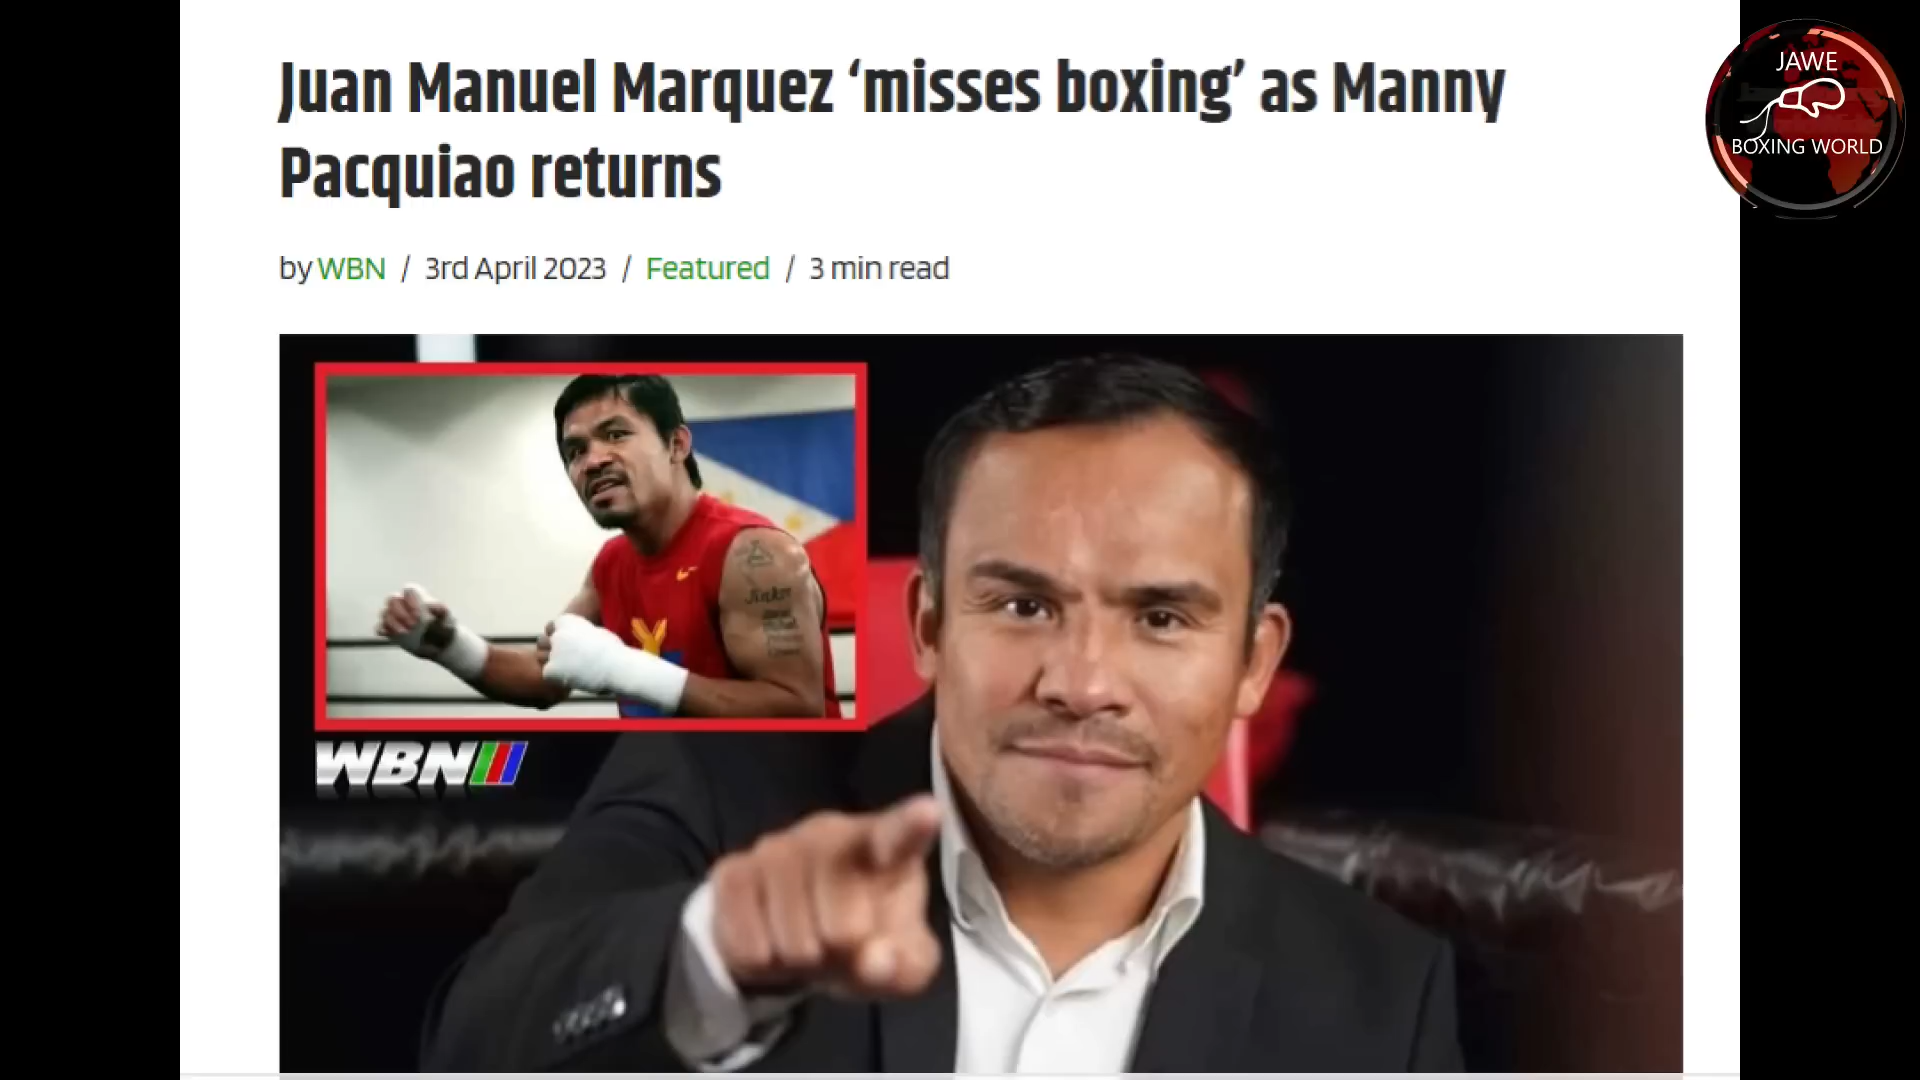 Juan Manuel Marquez ‘misses boxing’ as Manny
Pacquiao returns
by WBN / 3rd April 2023 / Featured / 3 min read
JAWE
BOXING WORLD
Jinkee
WBN